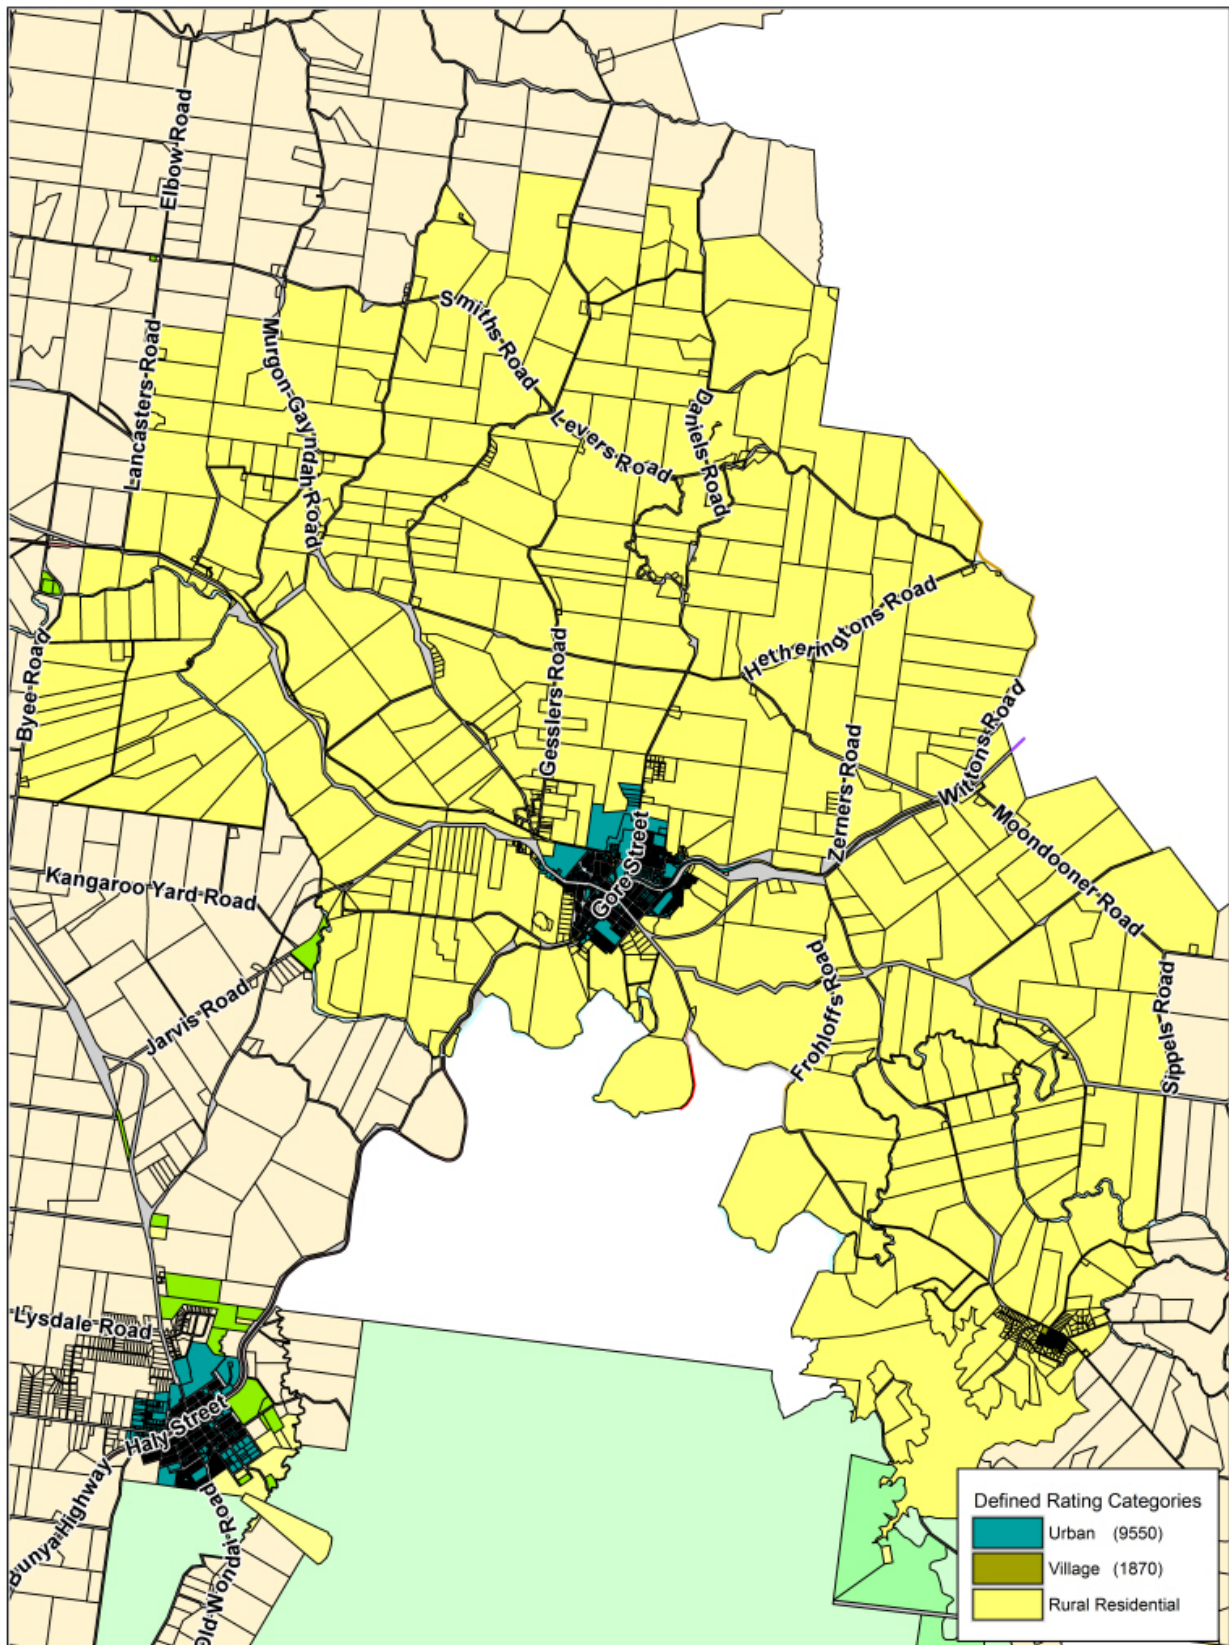 Elbow Road
Smiths Road
Lancasters Road
Murgon-Gayndah Road
Daniels Road
Levers Road
Hetheringtons Road
Byee Road
Gesslers Road
Wittons Road
Zerners Road
Gore Street
Moondooner Road
Kangaroo Yard Road
Jarvis Road
Frohloffs Road
Sippels Road
Lysdale Road
Haly Street
Bunya Highway
Old Wondai Road
Defined Rating Categories
Urban (9550)
Village (1870)
Rural Residential